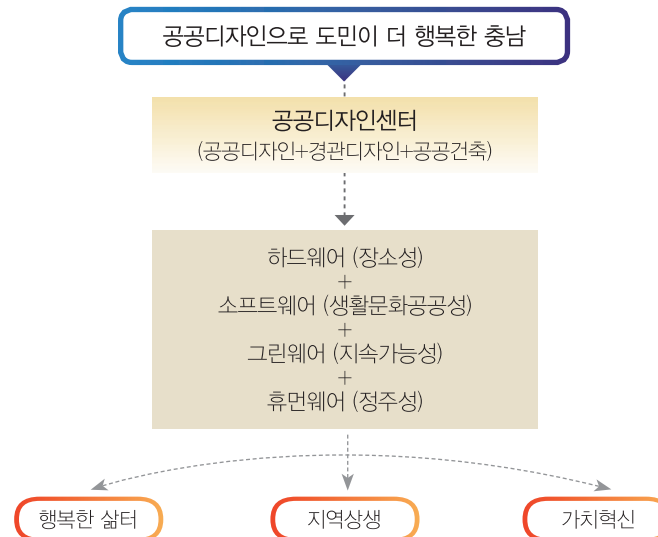 공공디자인으로 도민이 더 행복한 충남
공공디자인센터
(공공디자인+경관디자인+공공건축)
하드웨어 (장소성)
+
소프트웨어 (생활문화공공성)
+
그린웨어 (지속가능성)
+
휴먼웨어 (정주성)
행복한 삶터
지역상생
가치혁신